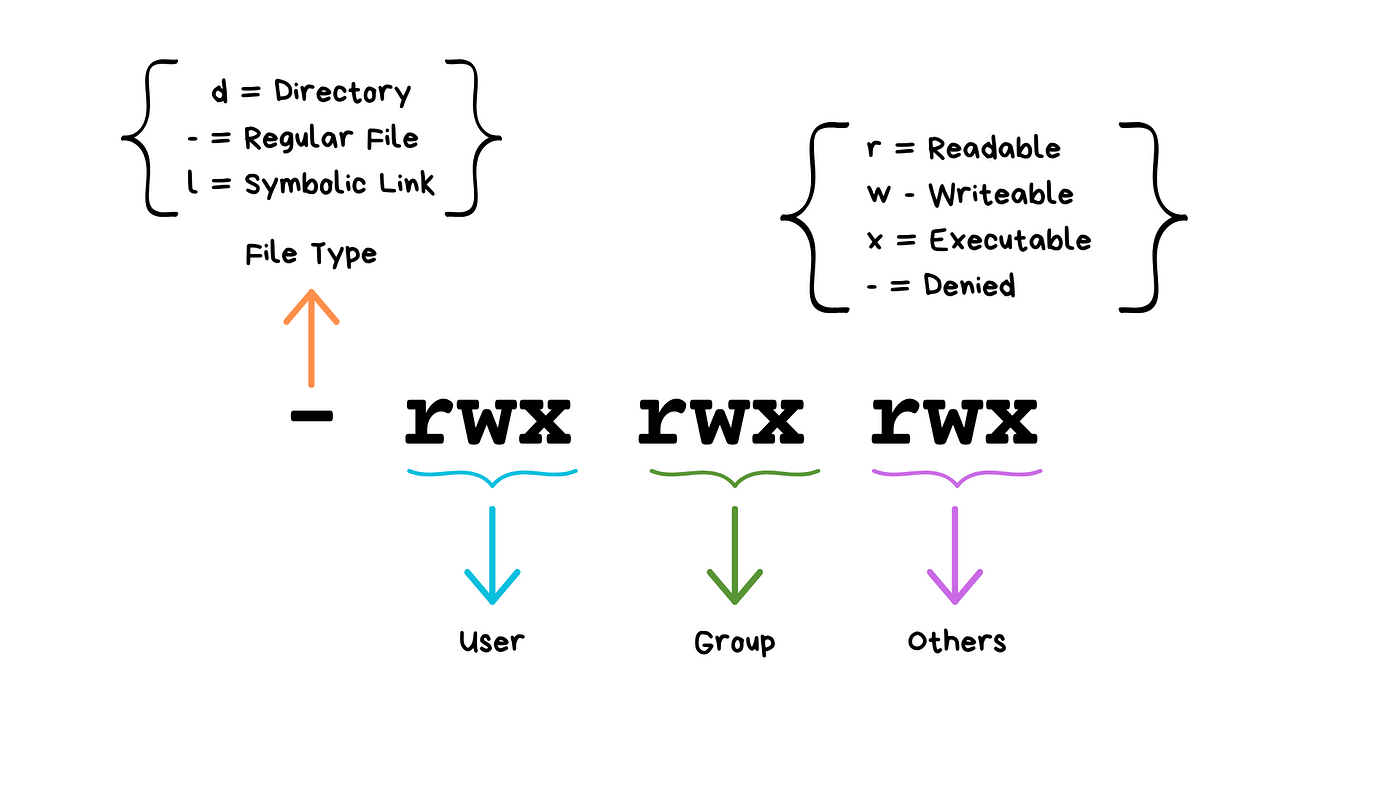 d = Directory
- = Regular File
l = Symbolic Link
File Type
r = Readable
w - Writeable
x = Executable
- = Denied
- rwx rwx rwx
User Group Others